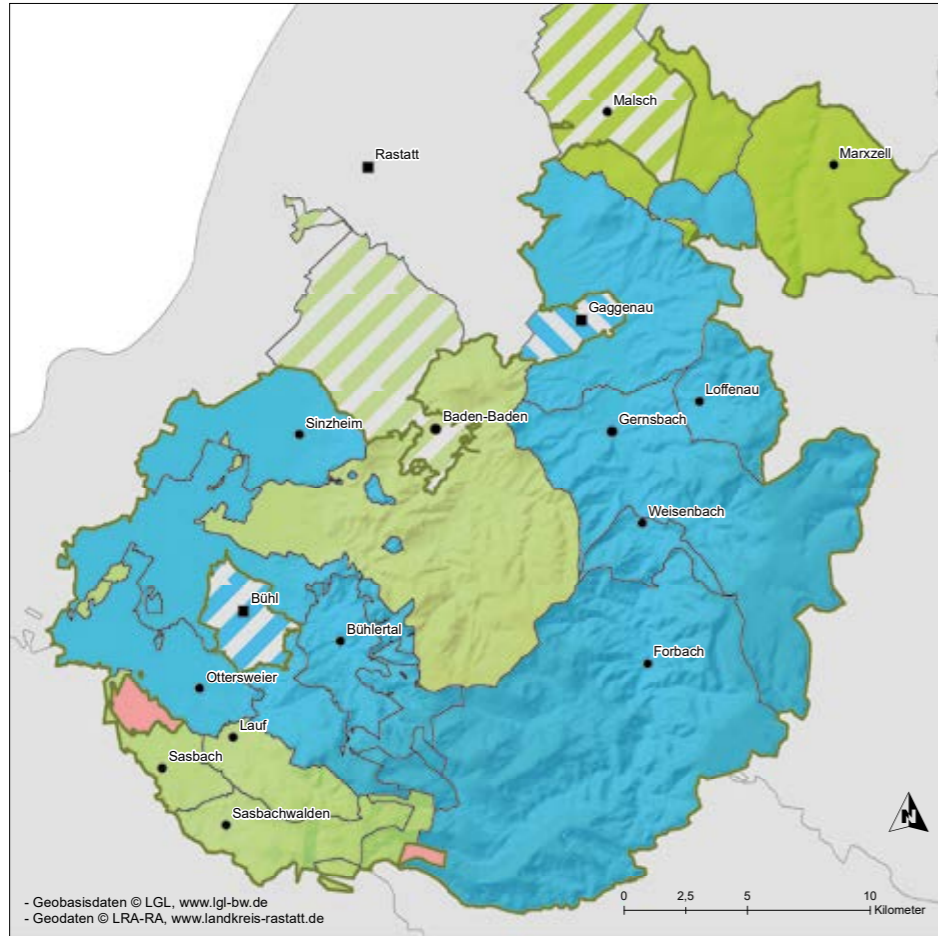 Malsch
Rastatt
Marxzell
Gaggenau
Loffenau
Baden-Baden
Gernsbach
Sinzheim
Weisenbach
Bühl
Bühlertal
Forbach
Ottersweier
Lauf
Sasbach
Sasbachwalden
N
- Geobasisdaten © LGL, www.lgl-bw.de
- Geodaten © LRA-RA, www.landkreis-rastatt.de
0 2,5 5 10
Kilometer